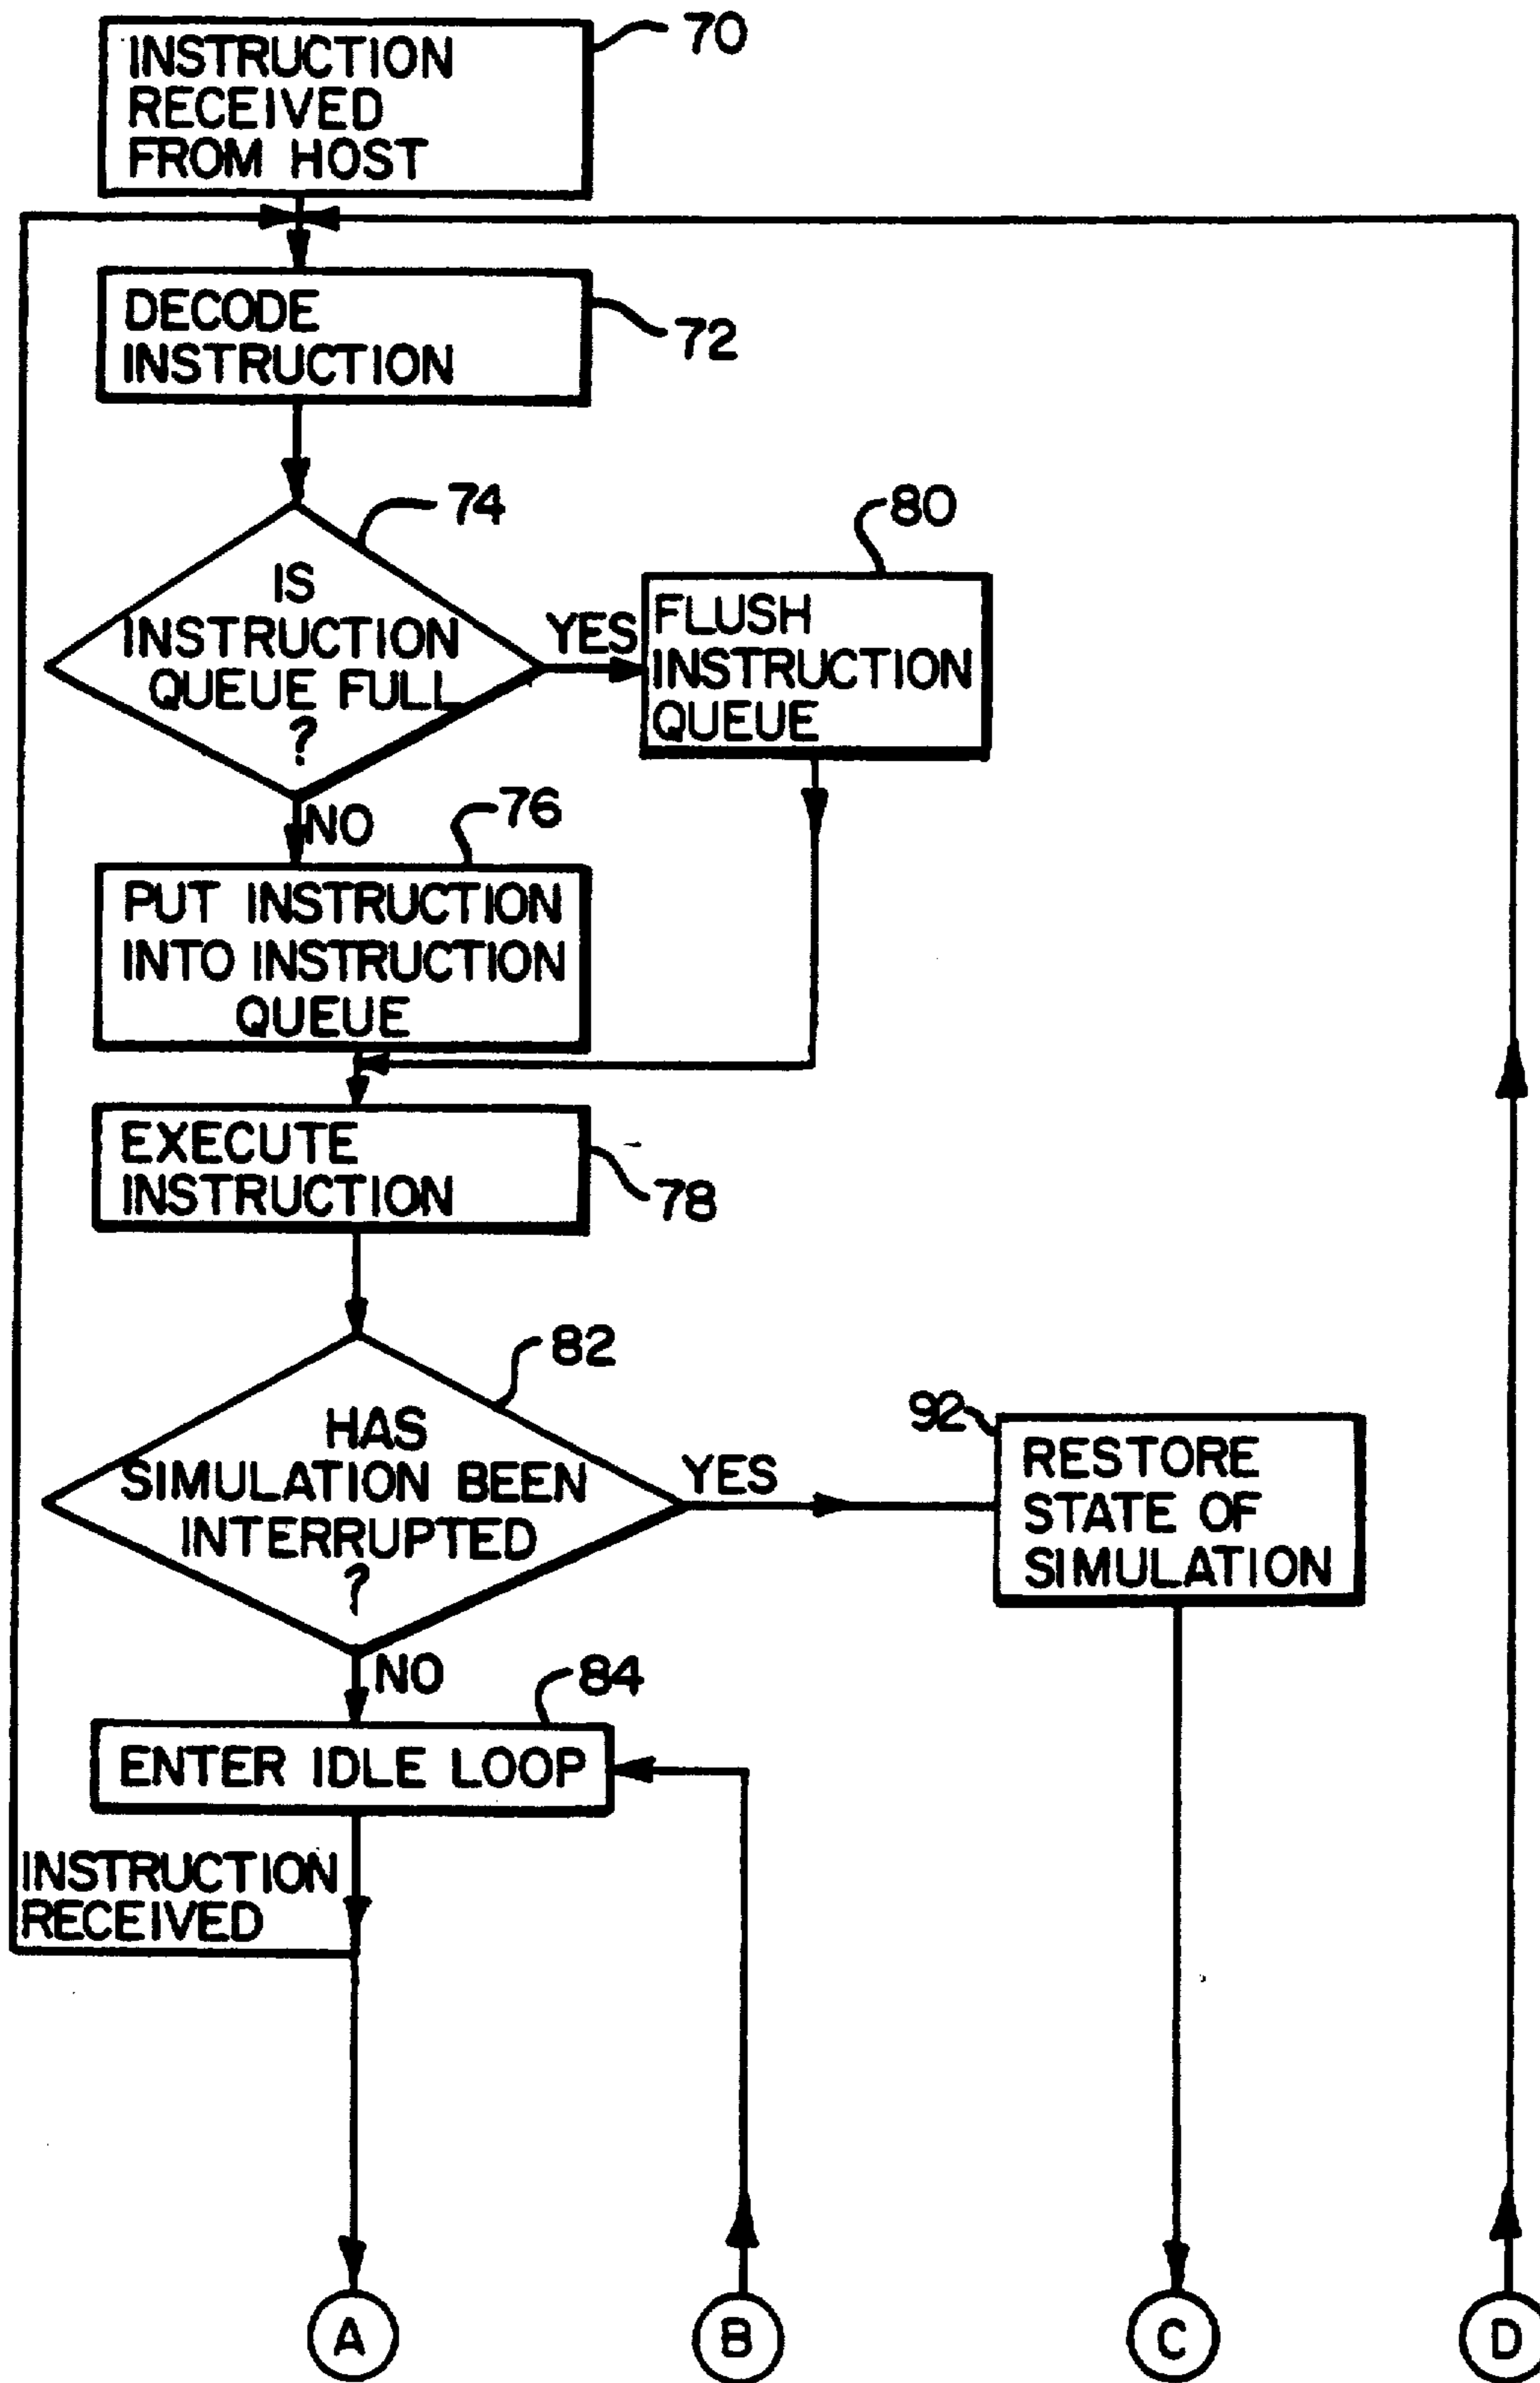 INSTRUCTION
RECEIVED
FROM HOST
70
DECODE
INSTRUCTION
72
74
IS
INSTRUCTION
QUEUE FULL
?
YES
80
FLUSH
INSTRUCTION
QUEUE
NO
76
PUT INSTRUCTION
INTO INSTRUCTION
QUEUE
EXECUTE
INSTRUCTION
78
82
HAS
SIMULATION BEEN
INTERRUPTED
?
YES
92
RESTORE
STATE OF
SIMULATION
NO
84
ENTER IDLE LOOP
INSTRUCTION
RECEIVED
A
B
C
D